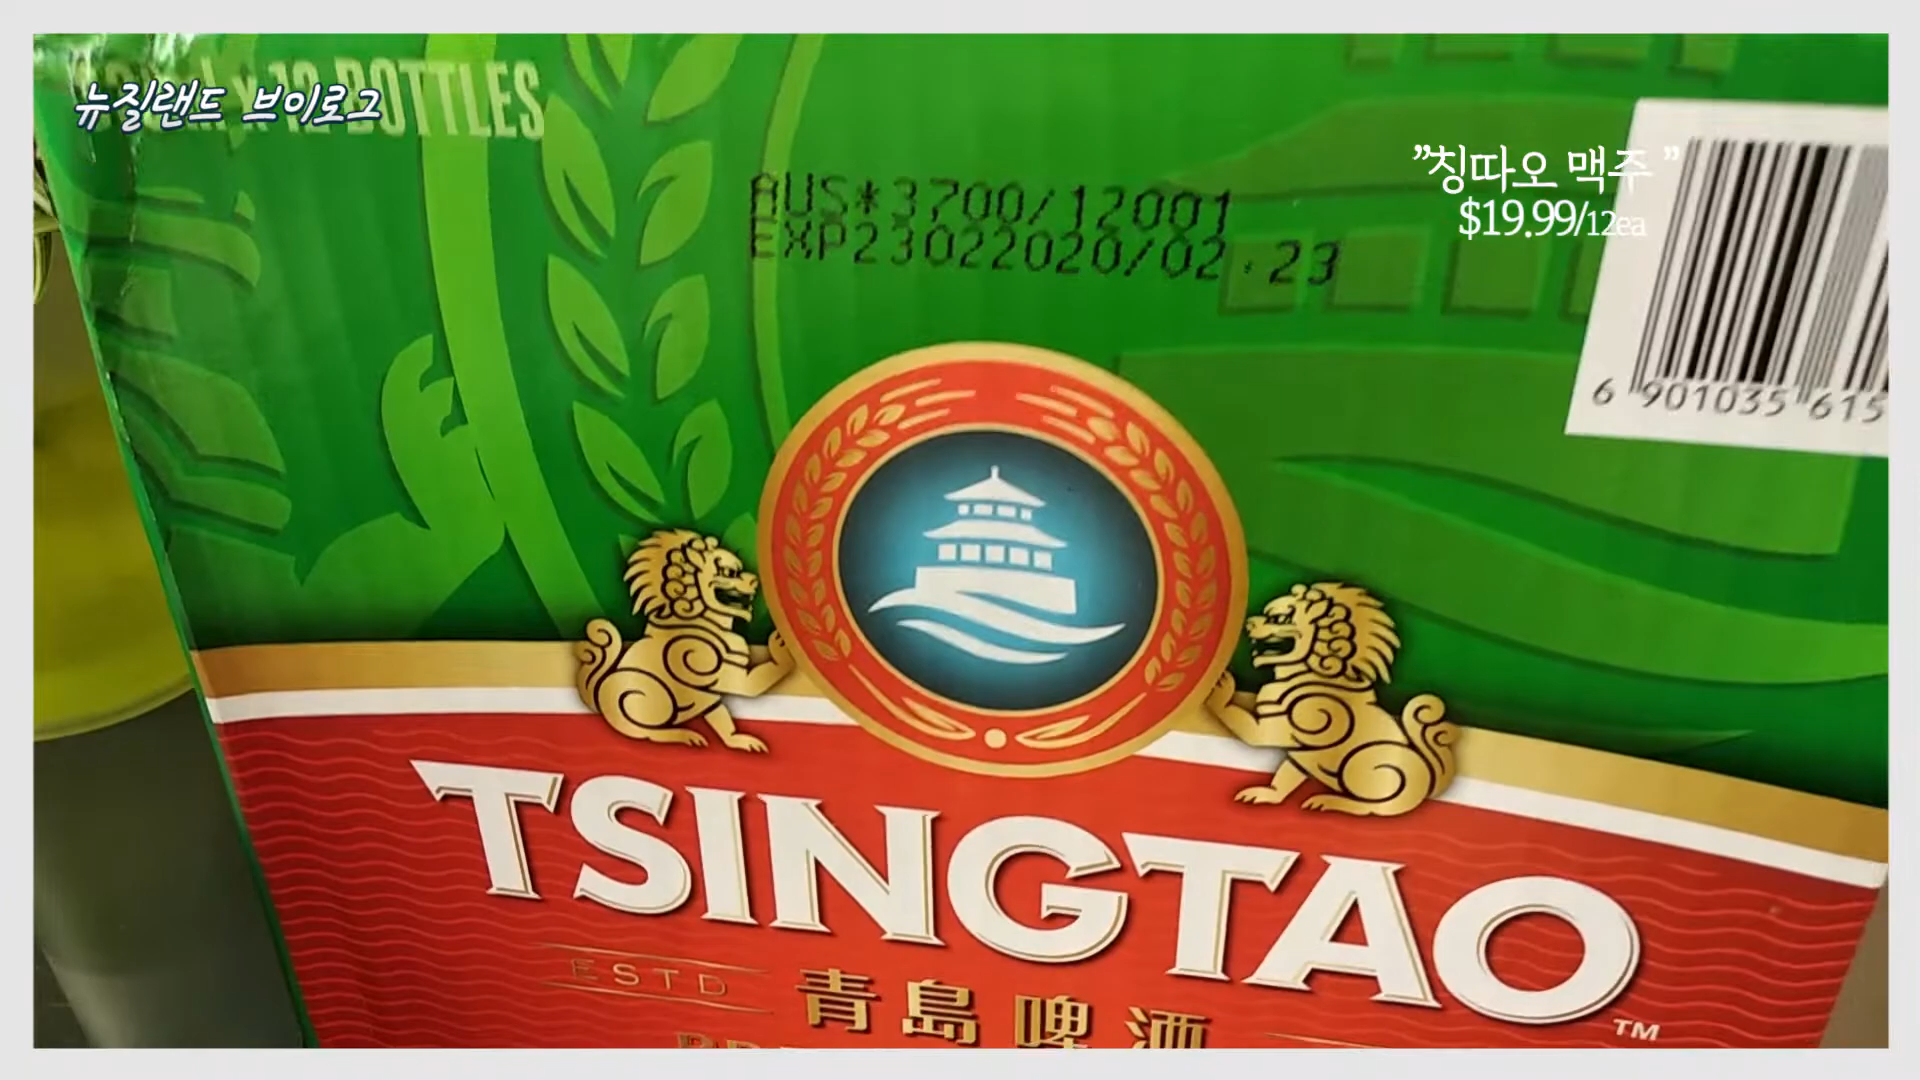 뉴질랜드 브이로그
x 12 BOTTLES
"칭따오 맥주"
$19.99/12ea
AUS*3700/12001
EXP23022020/02.23
6 901035 615
TSINGTAO
ESTD
青島啤酒
TM